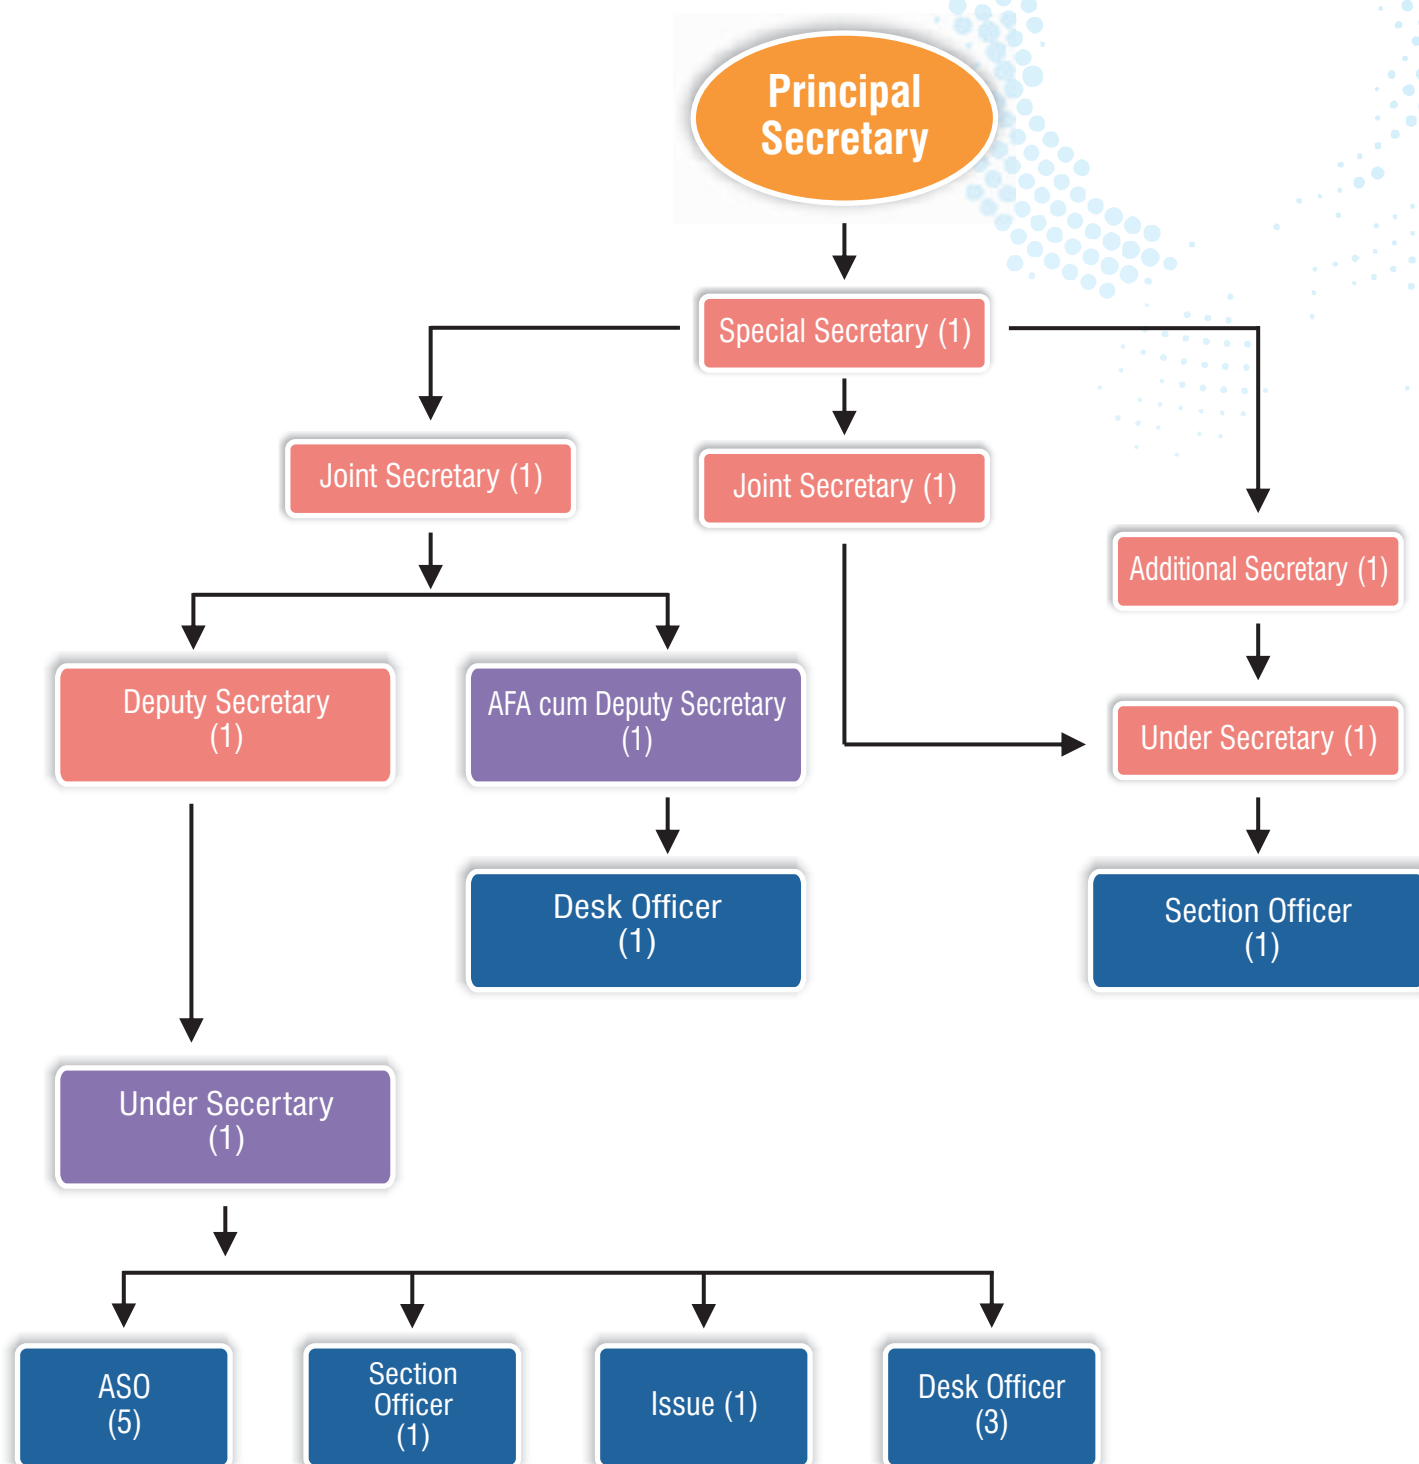 Principal
Secretary
Special Secretary (1)
Joint Secretary (1)
Joint Secretary (1)
Additional Secretary (1)
Deputy Secretary
(1)
AFA cum Deputy Secretary
(1)
Under Secretary (1)
Desk Officer
(1)
Section Officer
(1)
Under Secertary
(1)
ASO
(5)
Section
Officer
(1)
Issue (1)
Desk Officer
(3)